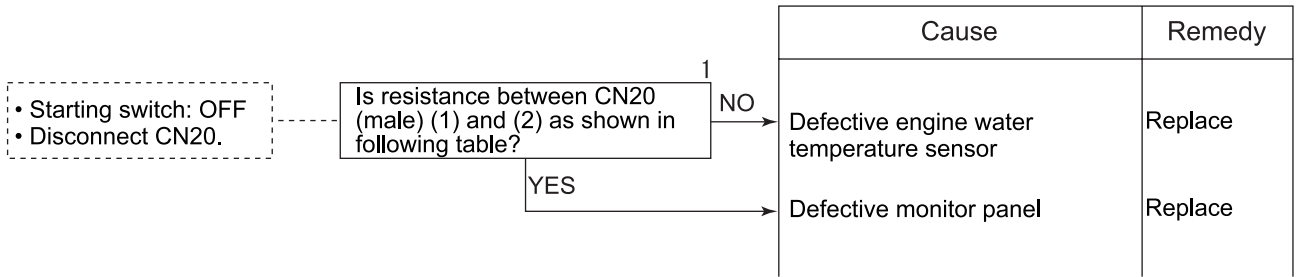 Cause
Remedy
• Starting switch: OFF
• Disconnect CN20.
1
Is resistance between CN20
(male) (1) and (2) as shown in
following table?
NO
YES
Defective engine water
temperature sensor
Replace
Defective monitor panel
Replace